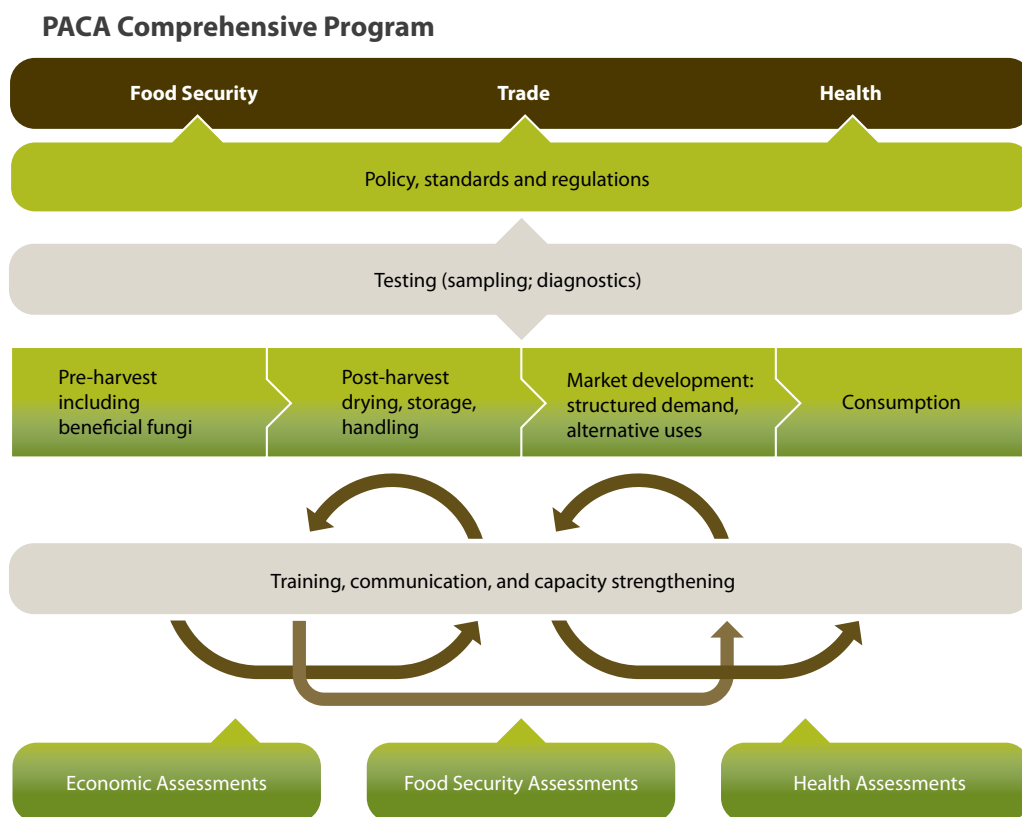 PACA Comprehensive Program
Food Security
Trade
Health
Policy, standards and regulations
Testing (sampling; diagnostics)
Pre-harvest
including
beneficial fungi
Post-harvest
drying, storage,
handling
Market development:
structured demand,
alternative uses
Consumption
Training, communication, and capacity strengthening
Economic Assessments
Food Security Assessments
Health Assessments